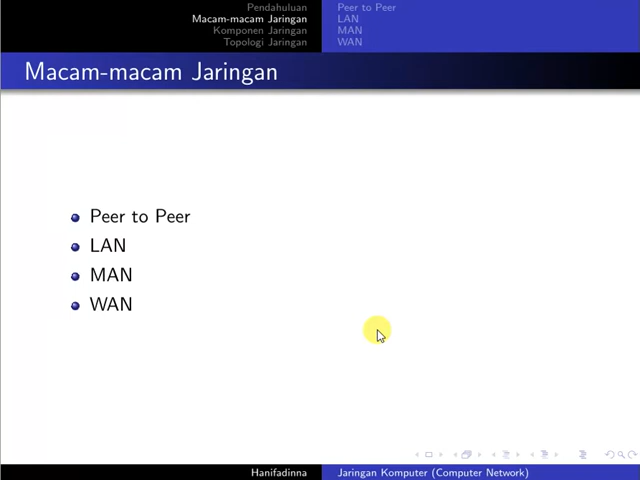 Pendahuluan
Macam-macam Jaringan
Komponen Jaringan
Topologi Jaringan
Peer to Peer
LAN
MAN
WAN
Macam-macam Jaringan
Peer to Peer
LAN
MAN
WAN
Hanifadinna
Jaringan Komputer (Computer Network)